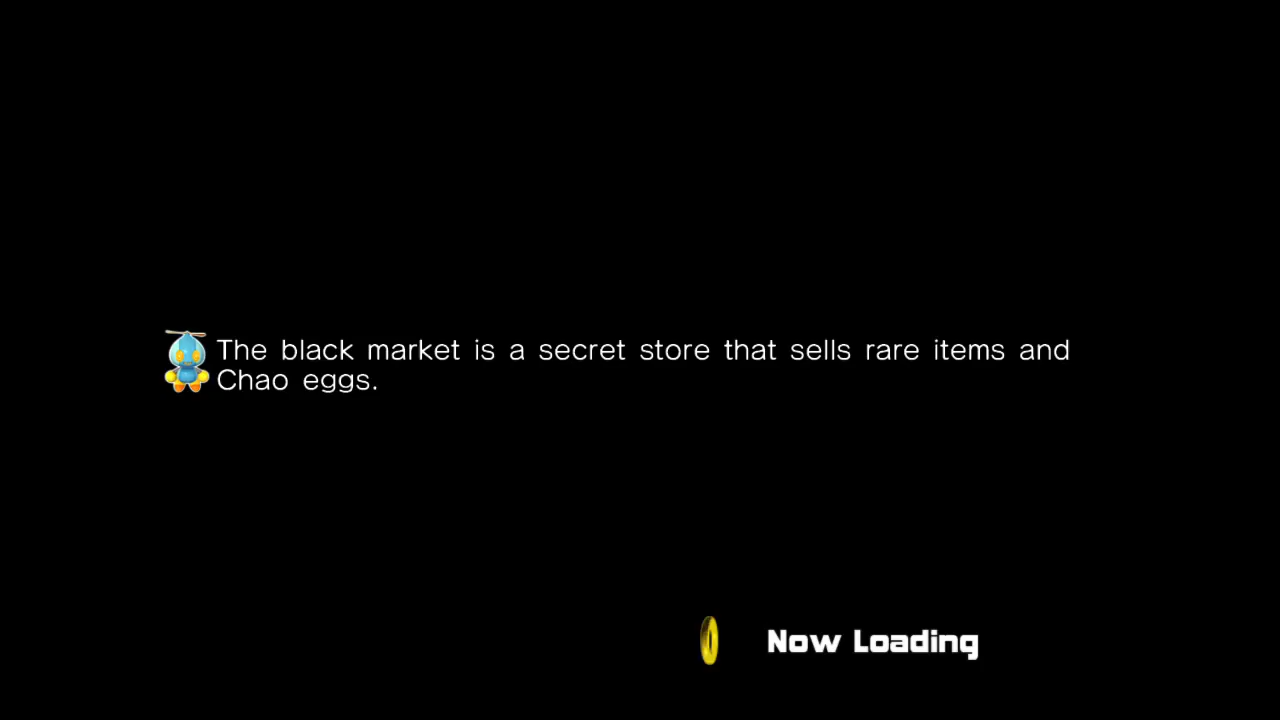 The black market is a secret store that sells rare items and
Chao eggs.
Now Loading